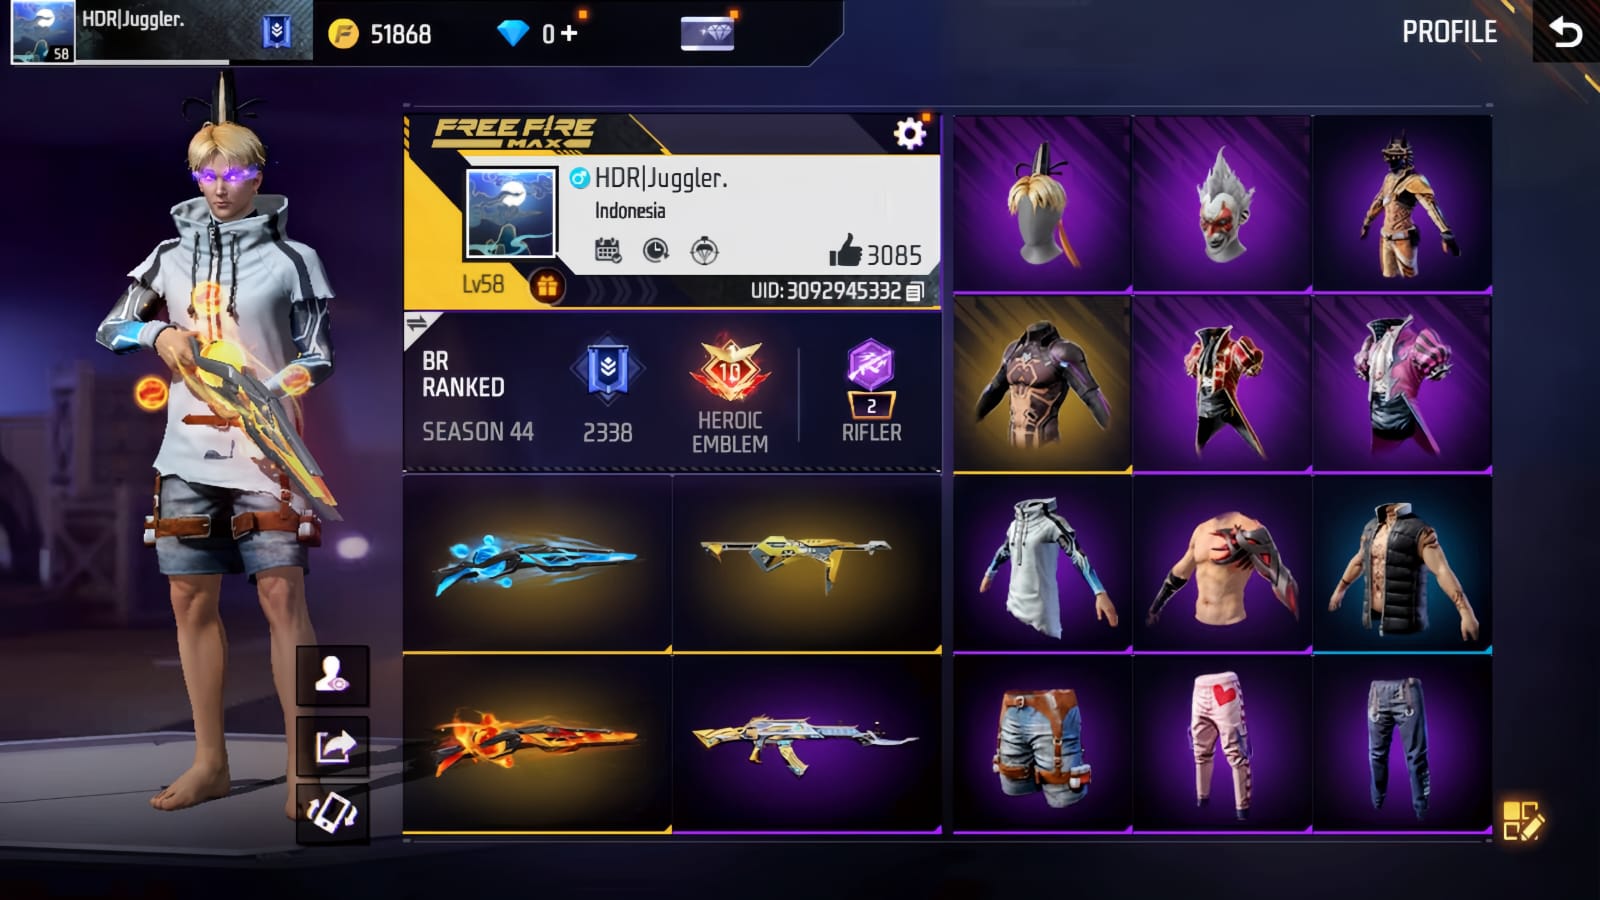 HDR|Juggler.
58
51868
0+
PROFILE
FREE FIRE
MAX
HDR|Juggler.
Indonesia
3085
Lv58
UID:3092945332
BR
RANKED
SEASON 44
2338
10
HEROIC
EMBLEM
2
RIFLER